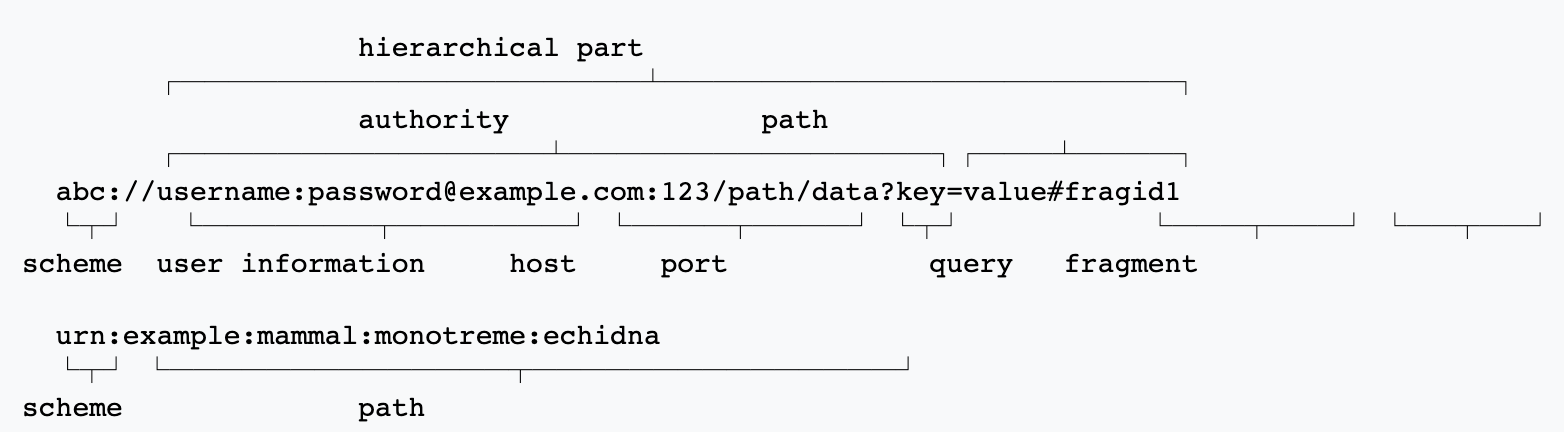 hierarchical part
authority path
abc://username:password@example.com:123/path/data?key=value#fragid1
scheme user information host port query fragment
urn:example:mammal:monotreme:echidna
scheme path